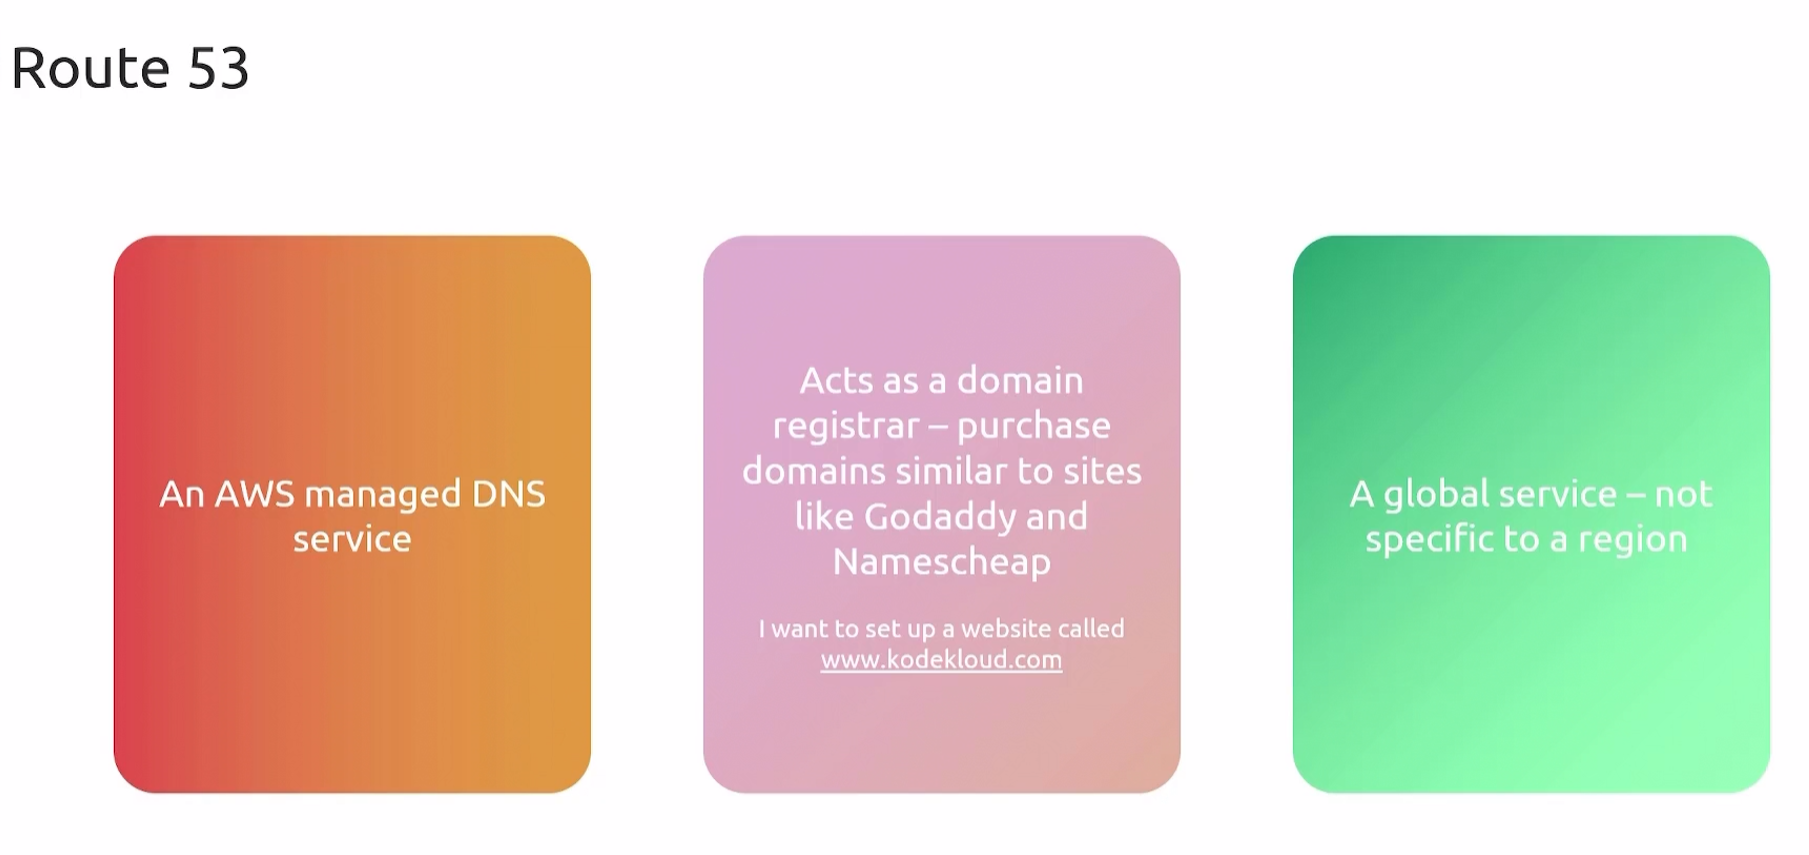 Route 53
An AWS managed DNS
service
Acts as a domain
registrar – purchase
domains similar to sites
like Godaddy and
Namescheap
I want to set up a website called
www.kodekloud.com
A global service – not
specific to a region